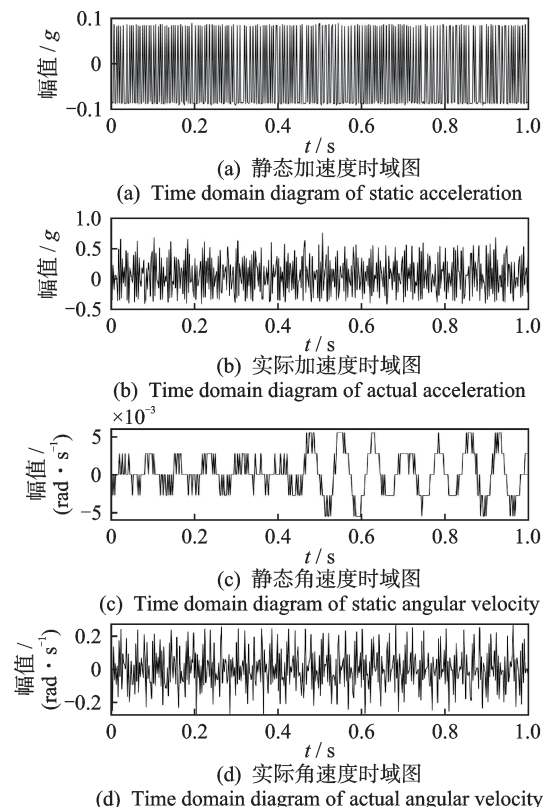 0.1
幅值 / g
0
−0.1
0 0.2 0.4 0.6 0.8 1.0
t / s
(a) 静态加速度时域图
(a) Time domain diagram of static acceleration
1.0
0.5
幅值 / g
0
−0.5
0 0.2 0.4 0.6 0.8 1.0
t / s
(b) 实际加速度时域图
(b) Time domain diagram of actual acceleration
×10⁻³
5
幅值 /
(rad・s⁻¹)
0
−5
0 0.2 0.4 0.6 0.8 1.0
t / s
(c) 静态角速度时域图
(c) Time domain diagram of static angular velocity
0.2
幅值 /
(rad・s⁻¹)
0
−0.2
0 0.2 0.4 0.6 0.8 1.0
t / s
(d) 实际角速度时域图
(d) Time domain diagram of actual angular velocity